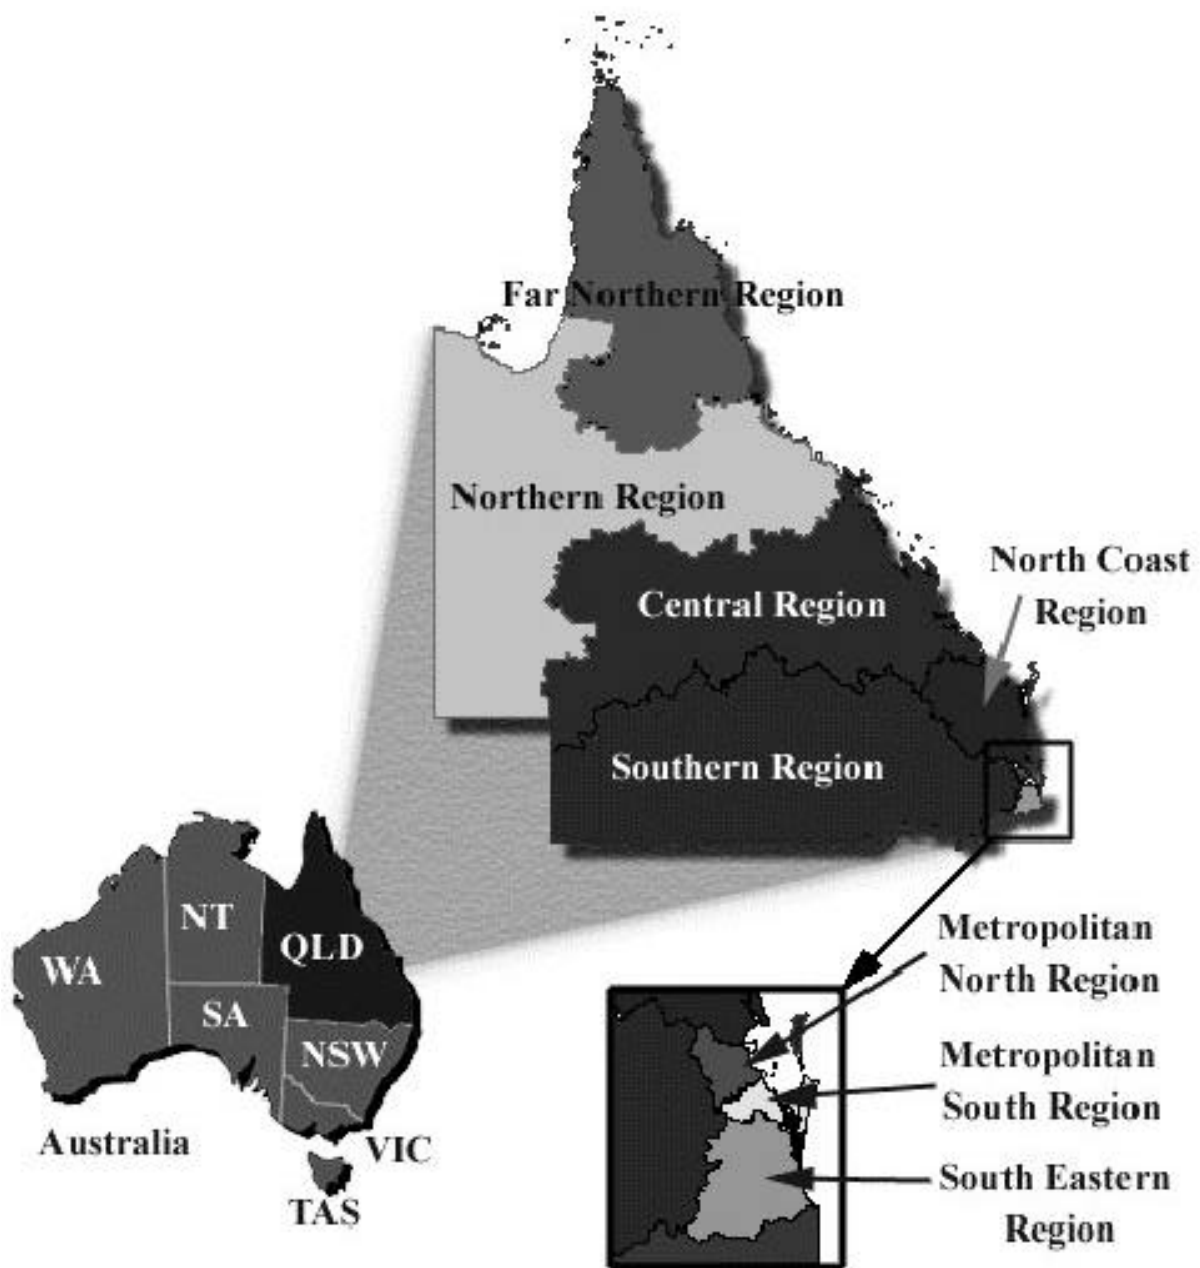 Far Northern Region
Northern Region
North Coast
Region
Central Region
Southern Region
Metropolitan
North Region
Metropolitan
South Region
South Eastern
Region
WA
NT
QLD
SA
NSW
Australia
VIC
TAS